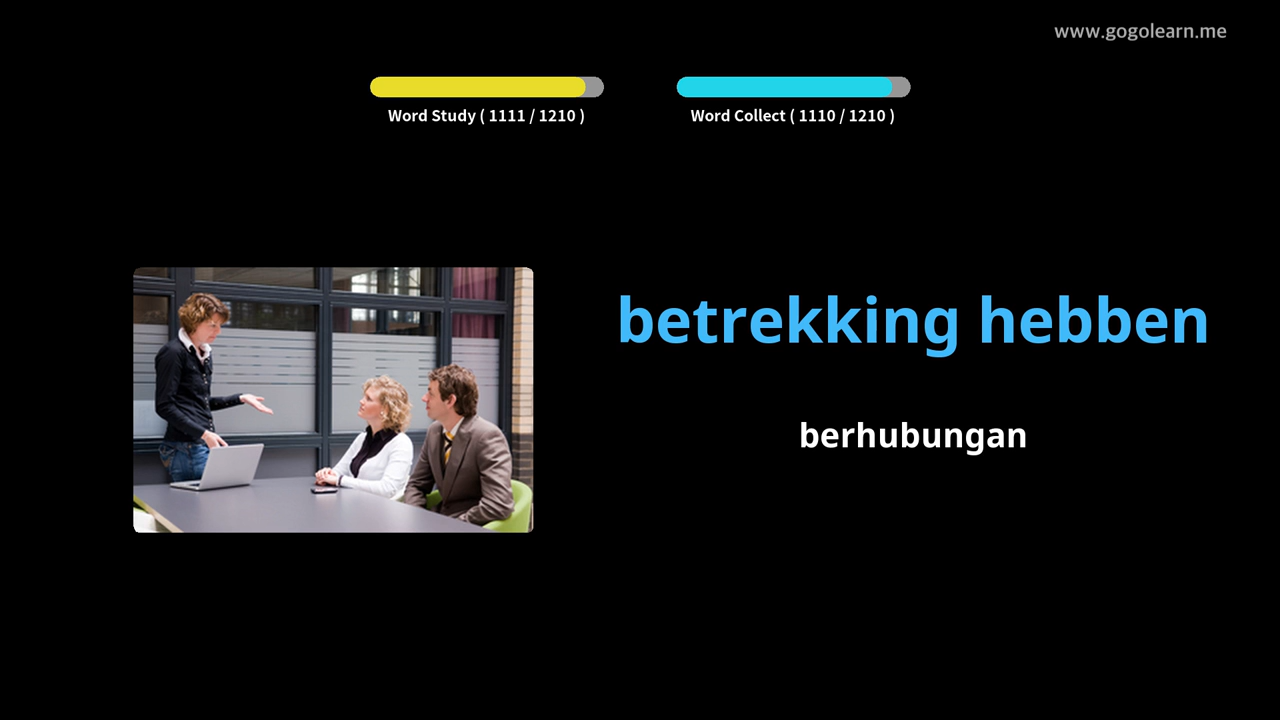 www.gogolearn.me
Word Study ( 1111 / 1210 )
Word Collect ( 1110 / 1210 )
betrekking hebben
berhubungan